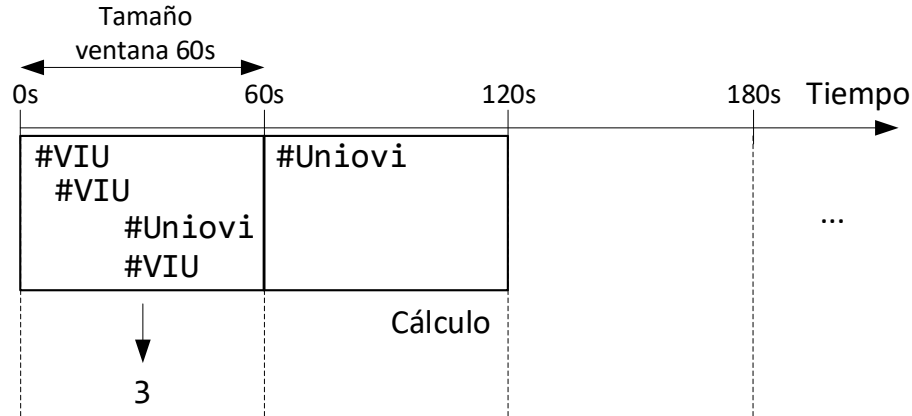 Tamaño
ventana 60s
0s 60s 120s 180s Tiempo
#VIU #Uniovi
#VIU
#Uniovi
#VIU
...
Cálculo
3